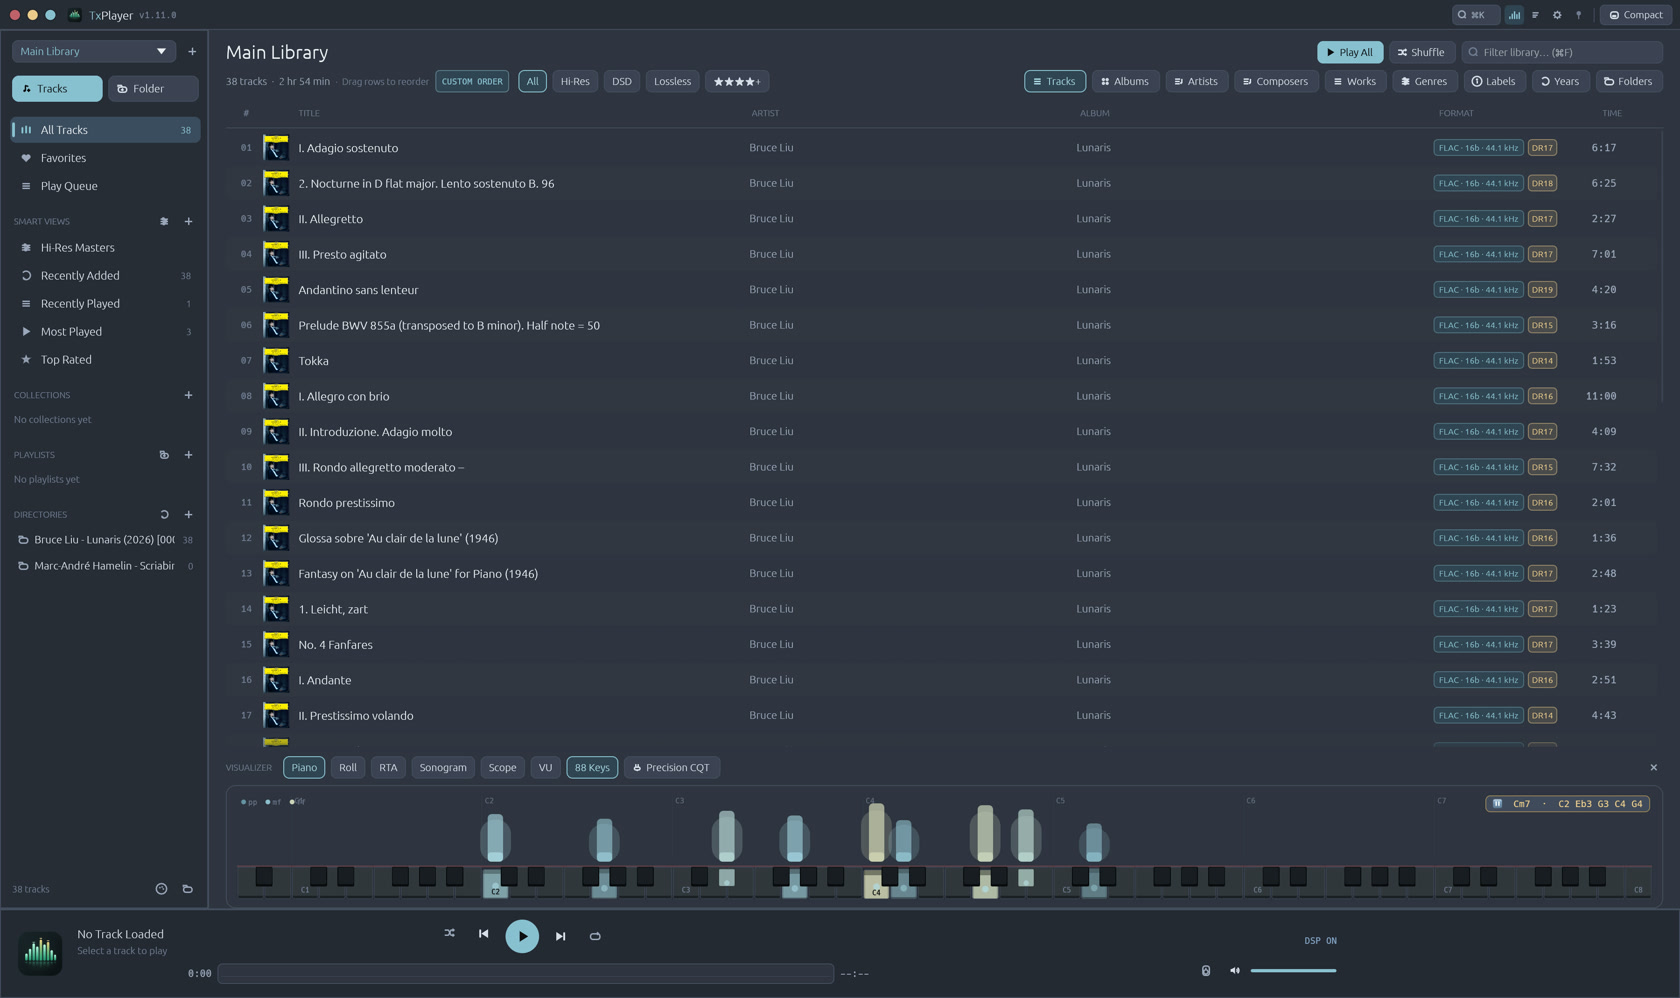 TxPlayer v1.11.0
⌘K
Compact
Main Library
Tracks
Folder
All Tracks 38
Favorites
Play Queue
SMART VIEWS
Hi-Res Masters
Recently Added 38
Recently Played 1
Most Played 3
Top Rated
COLLECTIONS
No collections yet
PLAYLISTS
No playlists yet
DIRECTORIES
Bruce Liu - Lunaris (2026) [00 38
Marc-André Hamelin - Scriabin 0
38 tracks
Main Library
Play All
Shuffle
Filter library... (⌘F)
38 tracks · 2 hr 54 min · Drag rows to reorder CUSTOM ORDER All Hi-Res DSD Lossless ★★★★+
Tracks Albums Artists Composers Works Genres Labels Years Folders
# TITLE ARTIST ALBUM FORMAT TIME
01 I. Adagio sostenuto Bruce Liu Lunaris FLAC · 16b · 44.1 kHz DR17 6:17
02 2. Nocturne in D flat major. Lento sostenuto B. 96 Bruce Liu Lunaris FLAC · 16b · 44.1 kHz DR18 6:25
03 II. Allegretto Bruce Liu Lunaris FLAC · 16b · 44.1 kHz DR17 2:27
04 III. Presto agitato Bruce Liu Lunaris FLAC · 16b · 44.1 kHz DR17 7:01
05 Andantino sans lenteur Bruce Liu Lunaris FLAC · 16b · 44.1 kHz DR19 4:20
06 Prelude BWV 855a (transposed to B minor). Half note = 50 Bruce Liu Lunaris FLAC · 16b · 44.1 kHz DR15 3:16
07 Tokka Bruce Liu Lunaris FLAC · 16b · 44.1 kHz DR14 1:53
08 I. Allegro con brio Bruce Liu Lunaris FLAC · 16b · 44.1 kHz DR16 11:00
09 II. Introduzione. Adagio molto Bruce Liu Lunaris FLAC · 16b · 44.1 kHz DR17 4:09
10 III. Rondo allegretto moderato – Bruce Liu Lunaris FLAC · 16b · 44.1 kHz DR15 7:32
11 Rondo prestissimo Bruce Liu Lunaris FLAC · 16b · 44.1 kHz DR16 2:01
12 Glossa sobre 'Au clair de la lune' (1946) Bruce Liu Lunaris FLAC · 16b · 44.1 kHz DR16 1:36
13 Fantasy on 'Au clair de la lune' for Piano (1946) Bruce Liu Lunaris FLAC · 16b · 44.1 kHz DR17 2:48
14 1. Leicht, zart Bruce Liu Lunaris FLAC · 16b · 44.1 kHz DR17 1:23
15 No. 4 Fanfares Bruce Liu Lunaris FLAC · 16b · 44.1 kHz DR17 3:39
16 I. Andante Bruce Liu Lunaris FLAC · 16b · 44.1 kHz DR16 2:51
17 II. Prestissimo volando Bruce Liu Lunaris FLAC · 16b · 44.1 kHz DR14 4:43
VISUALIZER Piano Roll RTA Sonogram Scope VU 88 Keys Precision CQT
pp mf C2 C3 C4 C5 C6 C7
Cm7 · C2 Eb3 G3 C4 G4
C1 C2 C3 C4 C5 C6 C7 C8
No Track Loaded
Select a track to play
0:00 --:--
DSP ON